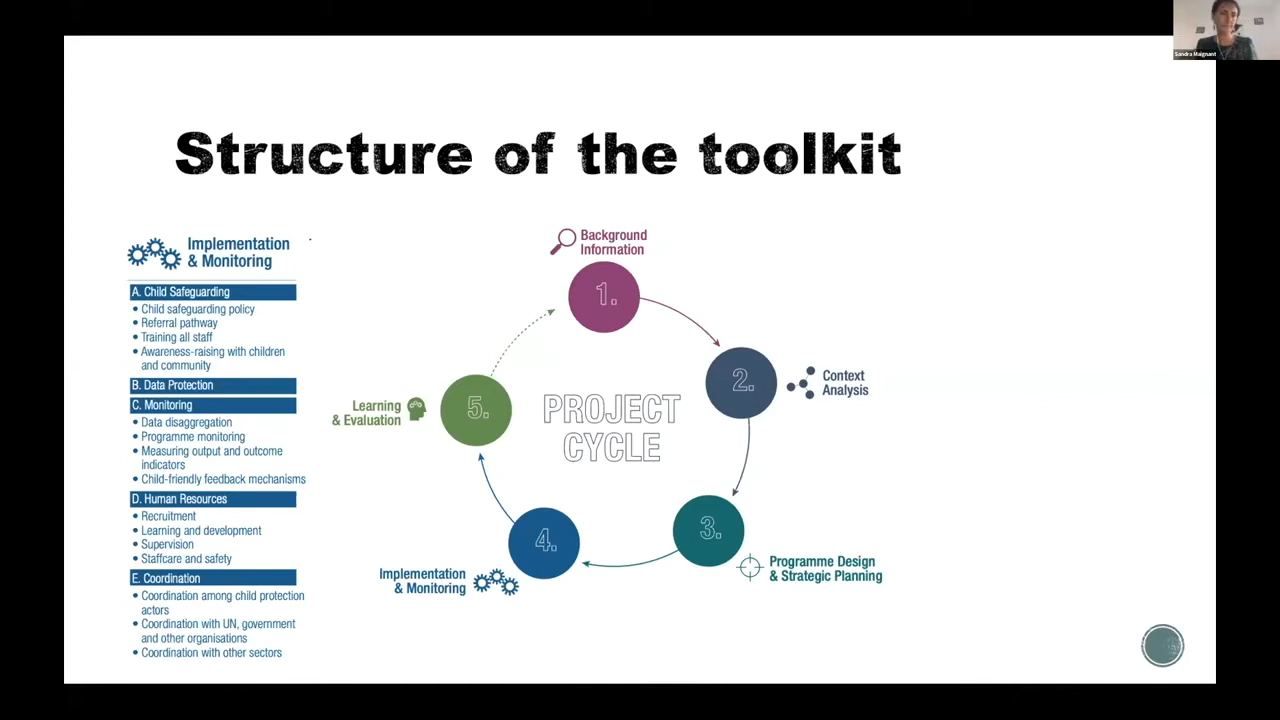 Sandra Maignant
Structure of the toolkit
Implementation
& Monitoring
A. Child Safeguarding
• Child safeguarding policy
• Referral pathway
• Training all staff
• Awareness-raising with children
and community
B. Data Protection
C. Monitoring
• Data disaggregation
• Programme monitoring
• Measuring output and outcome
indicators
• Child-friendly feedback mechanisms
D. Human Resources
• Recruitment
• Learning and development
• Supervision
• Staffcare and safety
E. Coordination
• Coordination among child protection
actors
• Coordination with UN, government
and other organisations
• Coordination with other sectors
Background
Information
1.
2.
Context
Analysis
PROJECT
CYCLE
3.
Programme Design
& Strategic Planning
4.
Implementation
& Monitoring
5.
Learning
& Evaluation